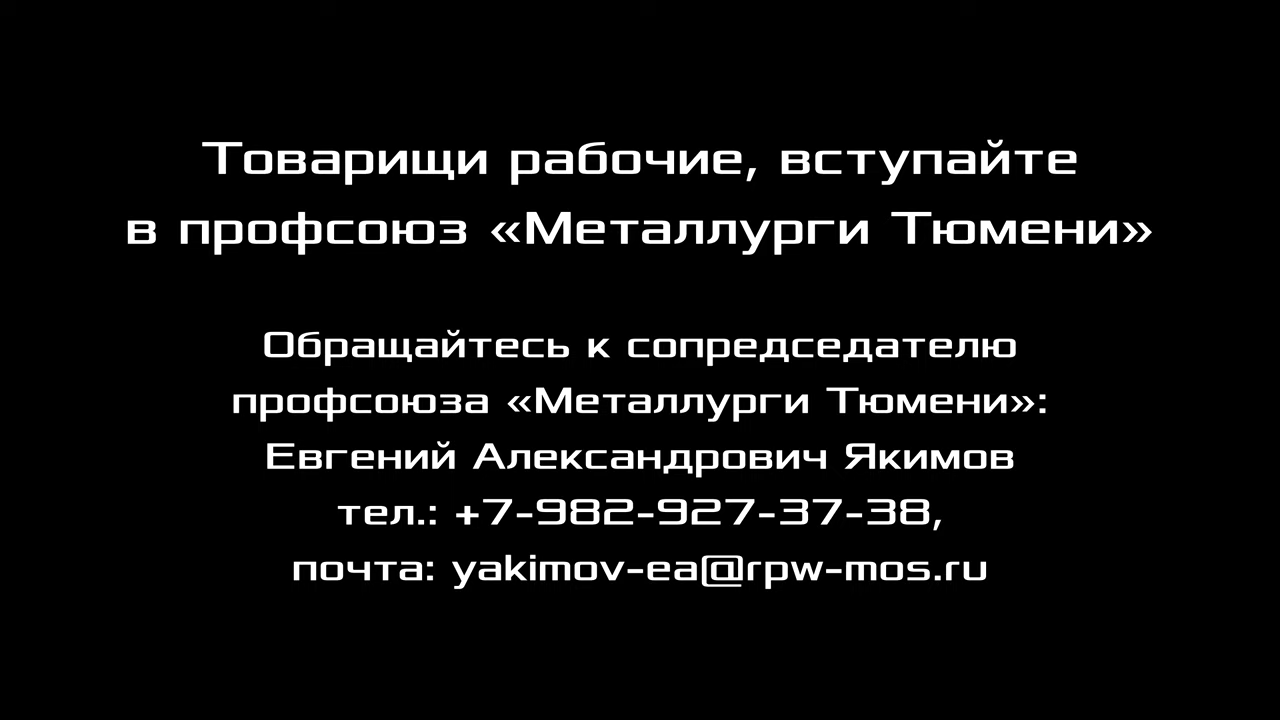 Товарищи рабочие, вступайте
в профсоюз «Металлурги Тюмени»
Обращайтесь к сопредседателю
профсоюза «Металлурги Тюмени»:
Евгений Александрович Якимов
тел.: +7-982-927-37-38,
почта: yakimov-ea@rpw-mos.ru